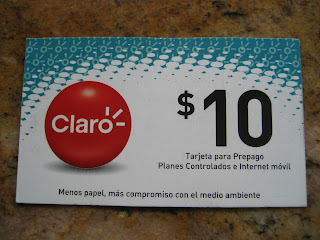 Claro
$10
Tarjeta para Prepago
Planes Controlados e Internet móvil
Menos papel, más compromiso con el medio ambiente